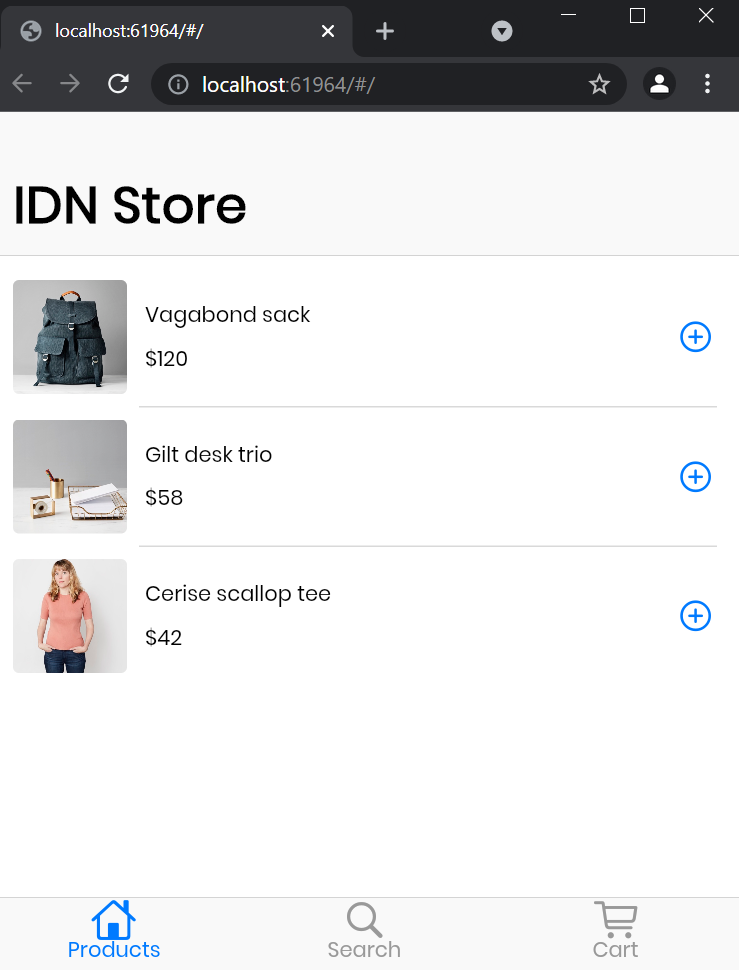 localhost:61964/#/
localhost:61964/#/
IDN Store
Vagabond sack
$120
Gilt desk trio
$58
Cerise scallop tee
$42
Products
Search
Cart